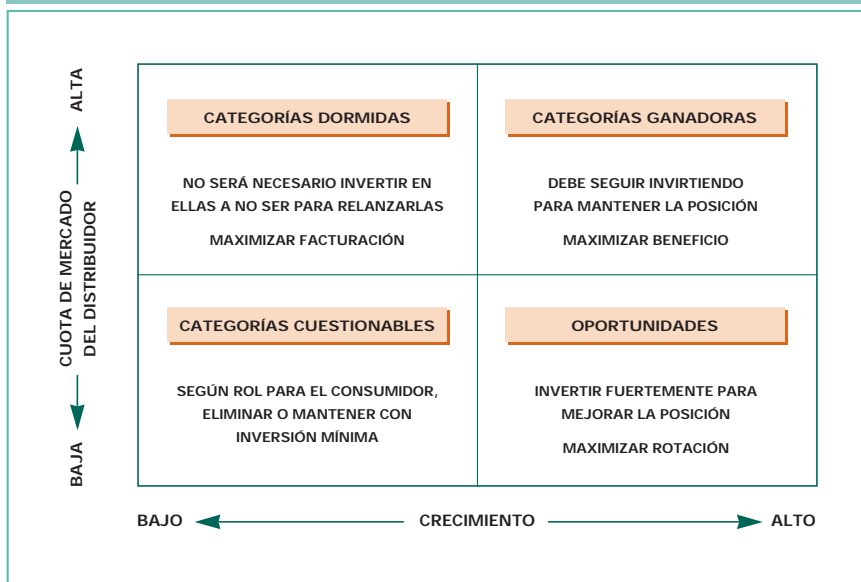 ALTA
CUOTA DE MERCADO
DEL DISTRIBUIDOR
BAJA
CATEGORÍAS DORMIDAS
NO SERÁ NECESARIO INVERTIR EN
ELLAS A NO SER PARA RELANZARLAS
MAXIMIZAR FACTURACIÓN
CATEGORÍAS GANADORAS
DEBE SEGUIR INVIRTIENDO
PARA MANTENER LA POSICIÓN
MAXIMIZAR BENEFICIO
CATEGORÍAS CUESTIONABLES
SEGÚN ROL PARA EL CONSUMIDOR,
ELIMINAR O MANTENER CON
INVERSIÓN MÍNIMA
OPORTUNIDADES
INVERTIR FUERTEMENTE PARA
MEJORAR LA POSICIÓN
MAXIMIZAR ROTACIÓN
BAJO CRECIMIENTO ALTO